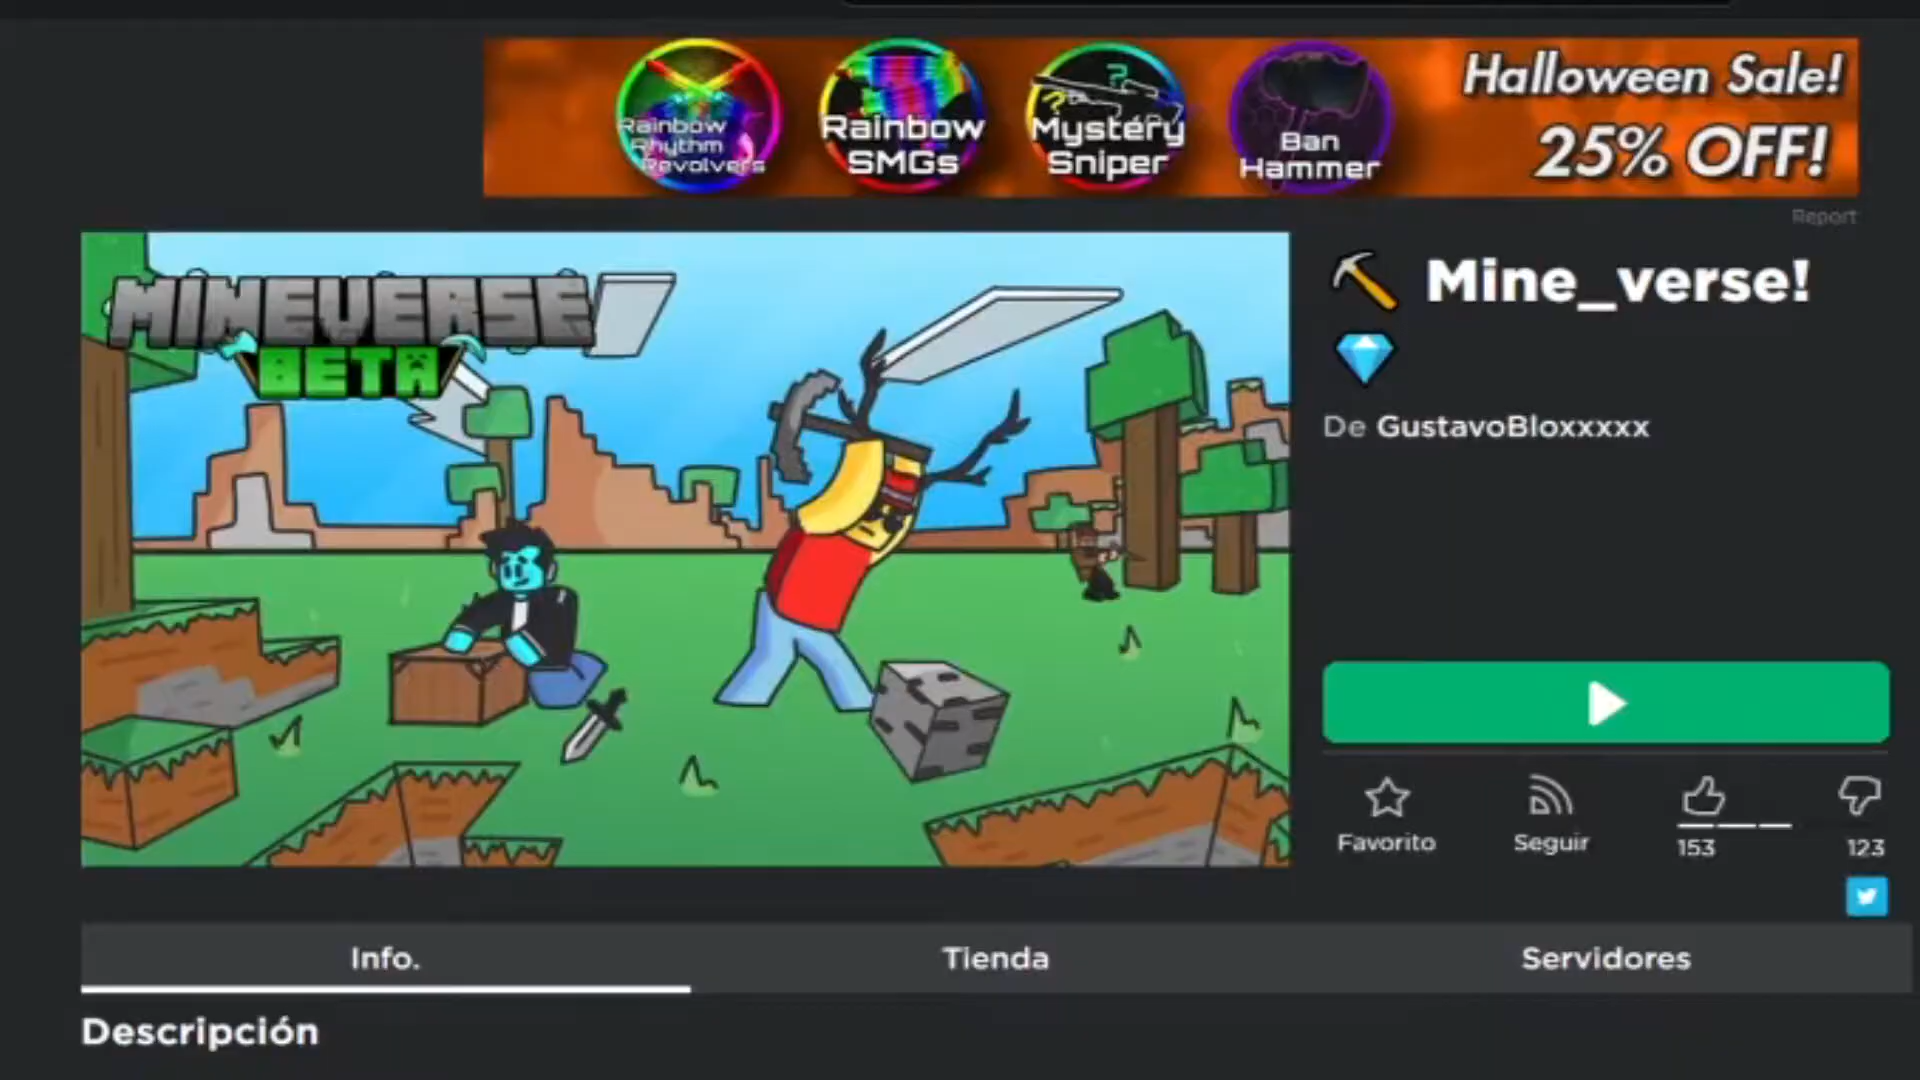 Rainbow
Rhythm
Revolvers
Rainbow
SMGs
Mystery
Sniper
Ban
Hammer
Halloween Sale!
25% OFF!
Report
MINEVERSE
BETA
Mine_verse!
De GustavoBloxxxxx
Favorito
Seguir
153
123
Info.
Tienda
Servidores
Descripción